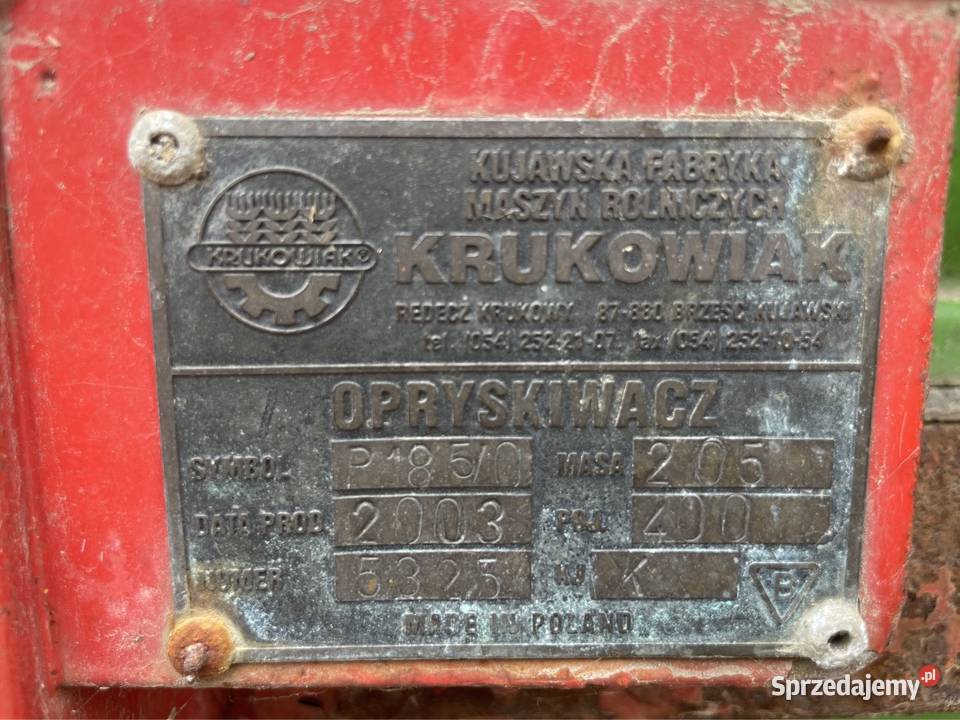 KRUKOWIAK®
KUJAWSKA FABRYKA
MASZYN ROLNICZYCH
KRUKOWIAK
REDECZ KRUKOWY 87-880 BRZEŚĆ KUJAWSKI
tel. (054) 252-21-07, fax (054) 252-10-54
OPRYSKIWACZ
SYMBOL P185/0 MASA 205
DATA PROD. 2003 POJ. 400
NUMER 5325 KJ K B
MADE IN POLAND
Sprzedajemy.pl